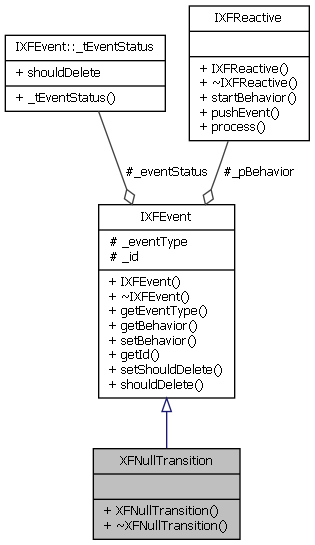 IXFReactive
+ IXFReactive()
+ ~IXFReactive()
+ startBehavior()
+ pushEvent()
+ process()
IXFEvent::_tEventStatus
+ shouldDelete
+ _tEventStatus()
#_eventStatus
#_pBehavior
IXFEvent
# _eventType
# _id
+ IXFEvent()
+ ~IXFEvent()
+ getEventType()
+ getBehavior()
+ setBehavior()
+ getId()
+ setShouldDelete()
+ shouldDelete()
XFNullTransition
+ XFNullTransition()
+ ~XFNullTransition()